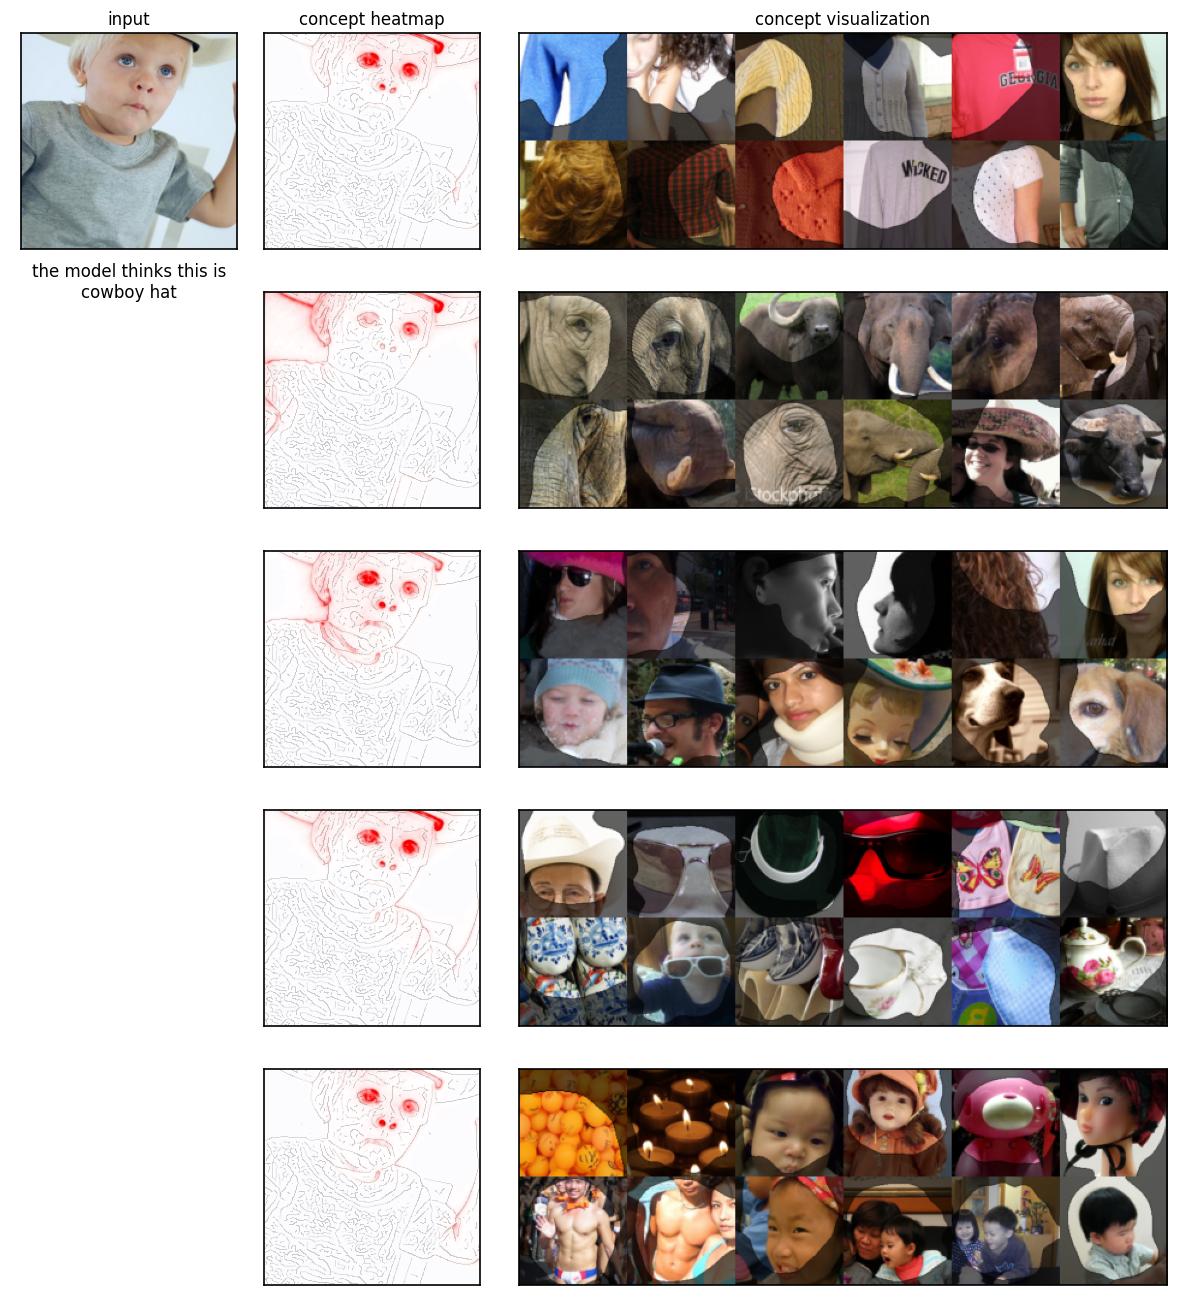 input
concept heatmap
concept visualization
the model thinks this is
cowboy hat
GEORGIA
WICKED
iStockphoto